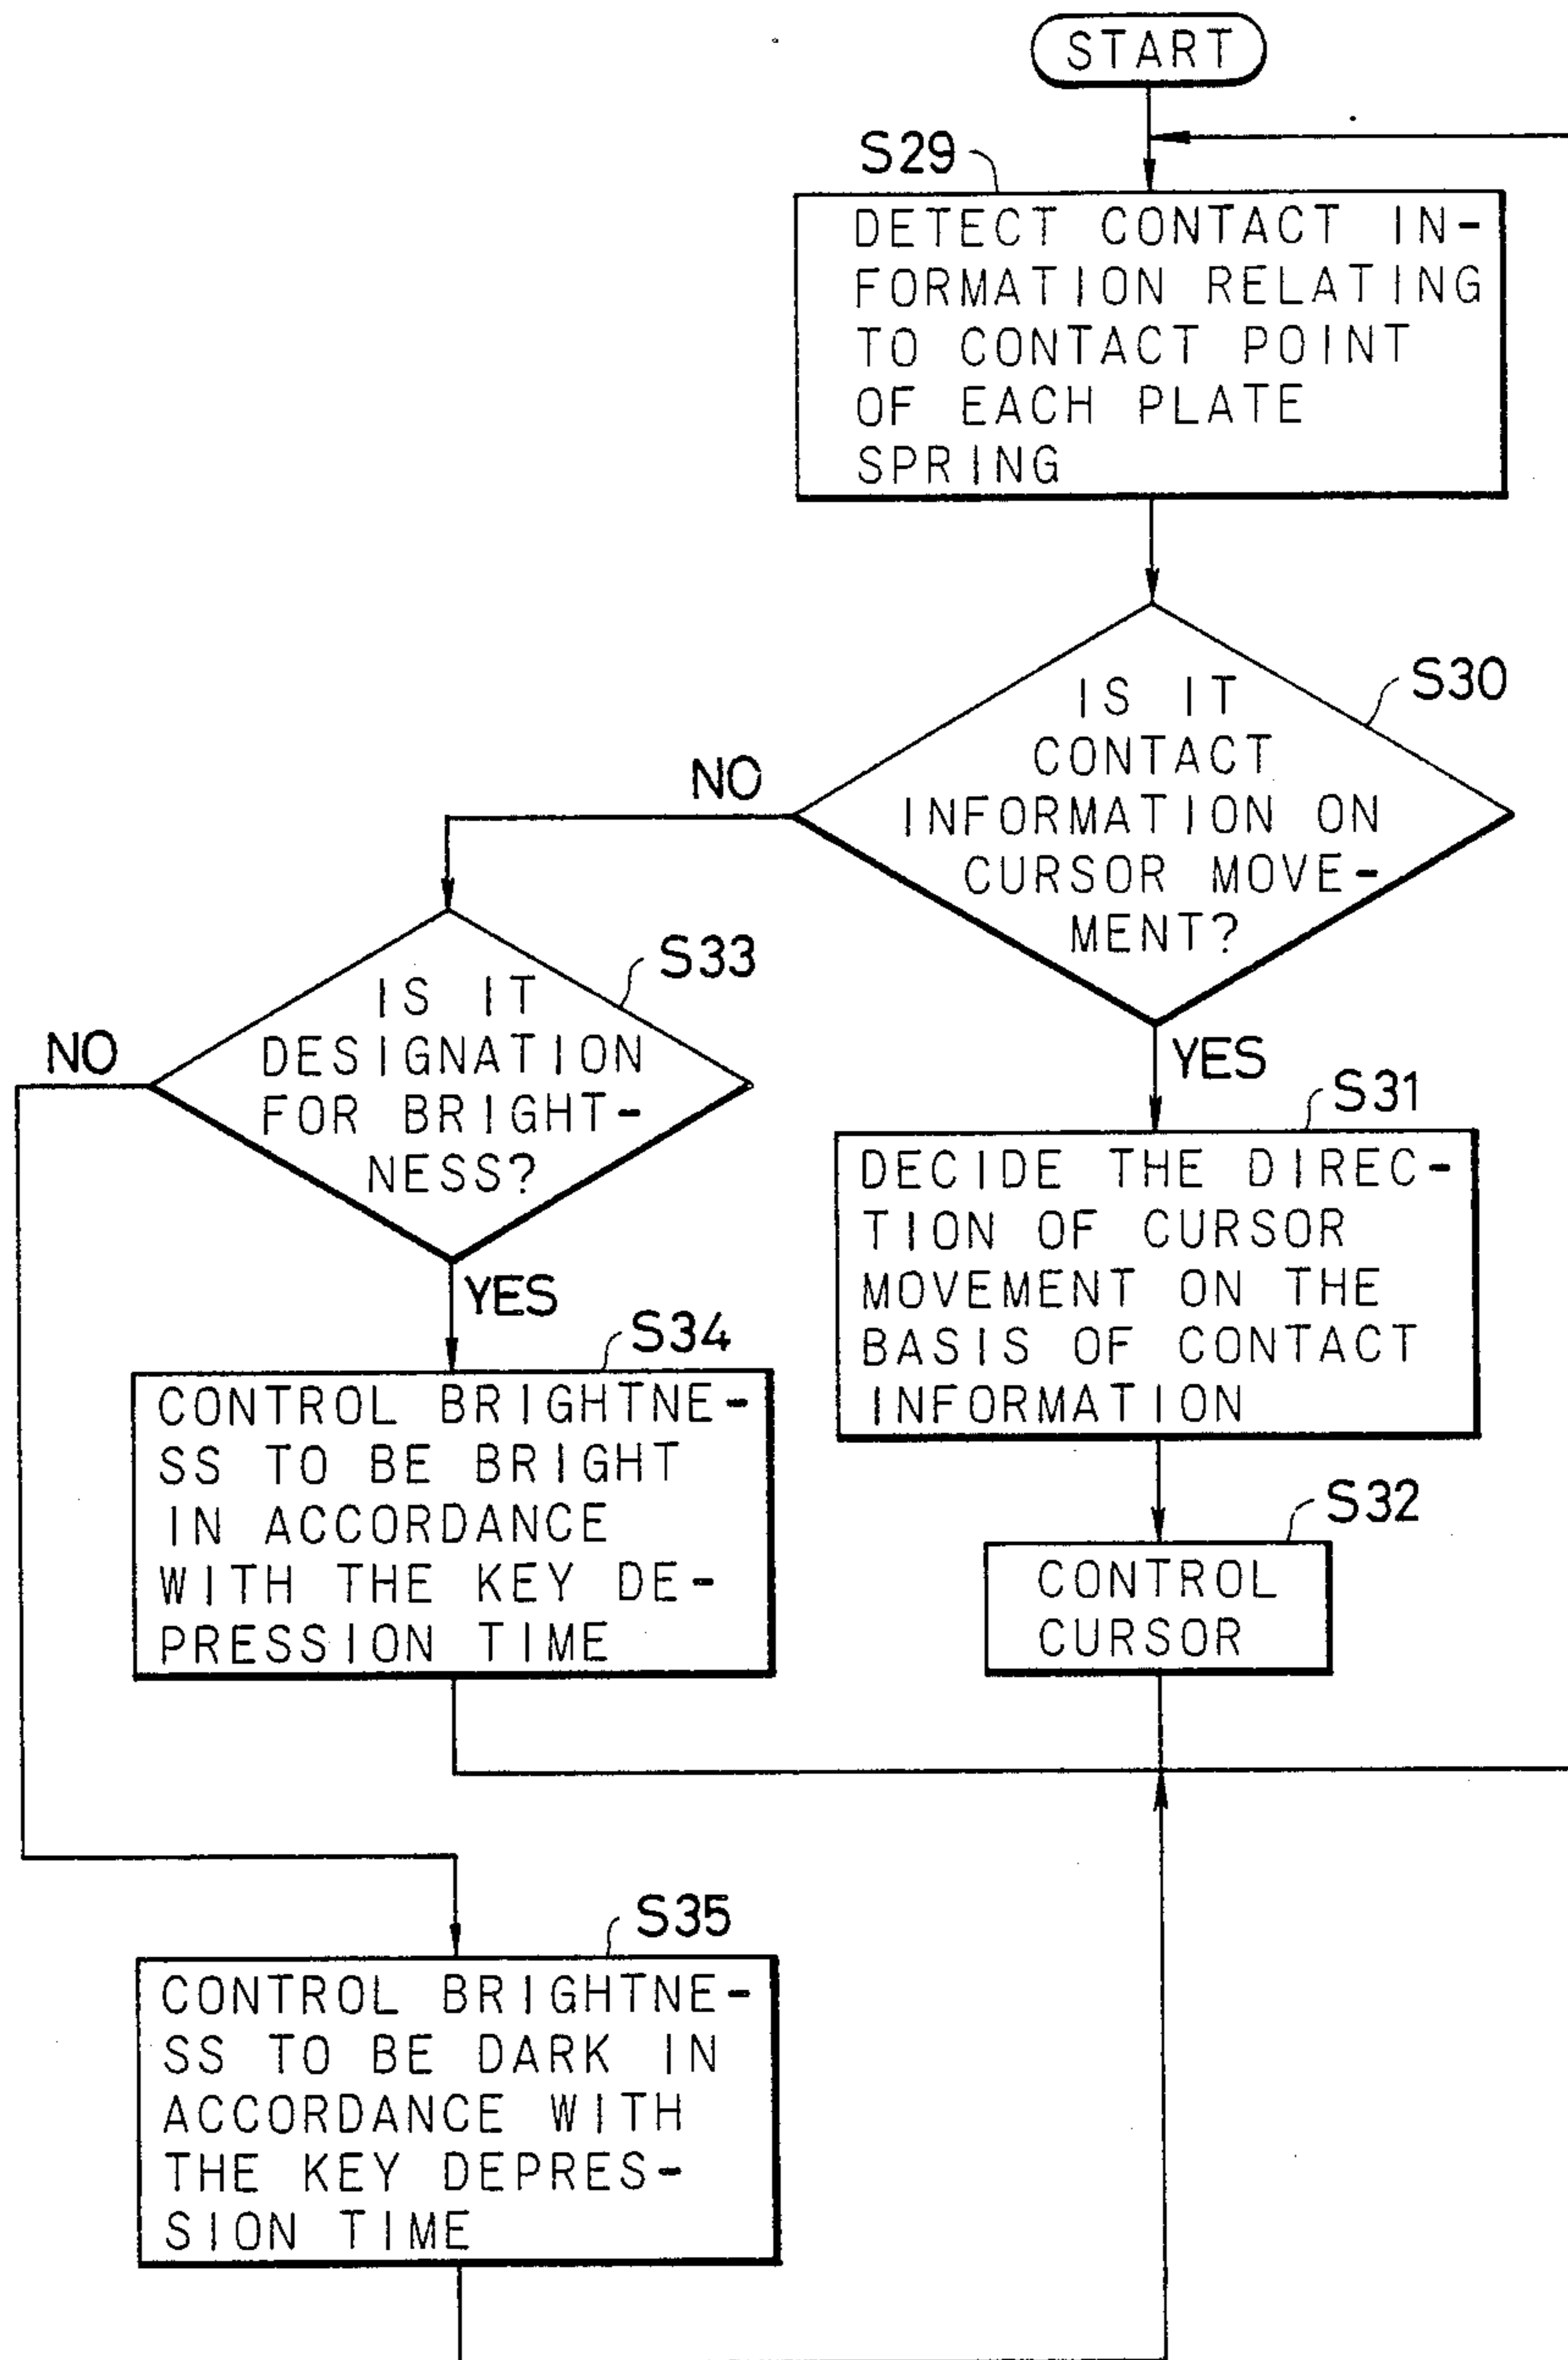 START
S29
DETECT CONTACT IN-
FORMATION RELATING
TO CONTACT POINT
OF EACH PLATE
SPRING
S30
IS IT
CONTACT
INFORMATION ON
CURSOR MOVE-
MENT?
NO
YES
S33
IS IT
DESIGNATION
FOR BRIGHT-
NESS?
NO
YES
S31
DECIDE THE DIREC-
TION OF CURSOR
MOVEMENT ON THE
BASIS OF CONTACT
INFORMATION
S34
CONTROL BRIGHTNE-
SS TO BE BRIGHT
IN ACCORDANCE
WITH THE KEY DE-
PRESSION TIME
S32
CONTROL
CURSOR
S35
CONTROL BRIGHTNE-
SS TO BE DARK IN
ACCORDANCE WITH
THE KEY DEPRES-
SION TIME